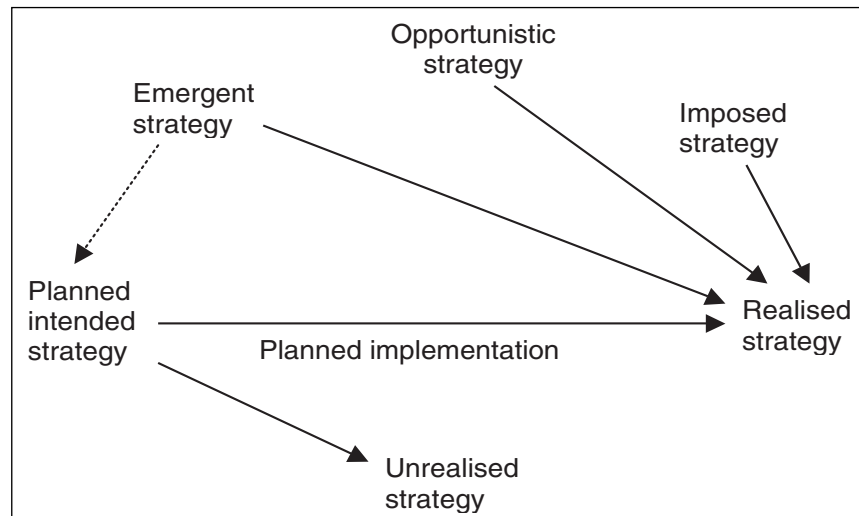 Opportunistic
strategy
Emergent
strategy
Imposed
strategy
Planned
intended
strategy
Planned implementation
Realised
strategy
Unrealised
strategy